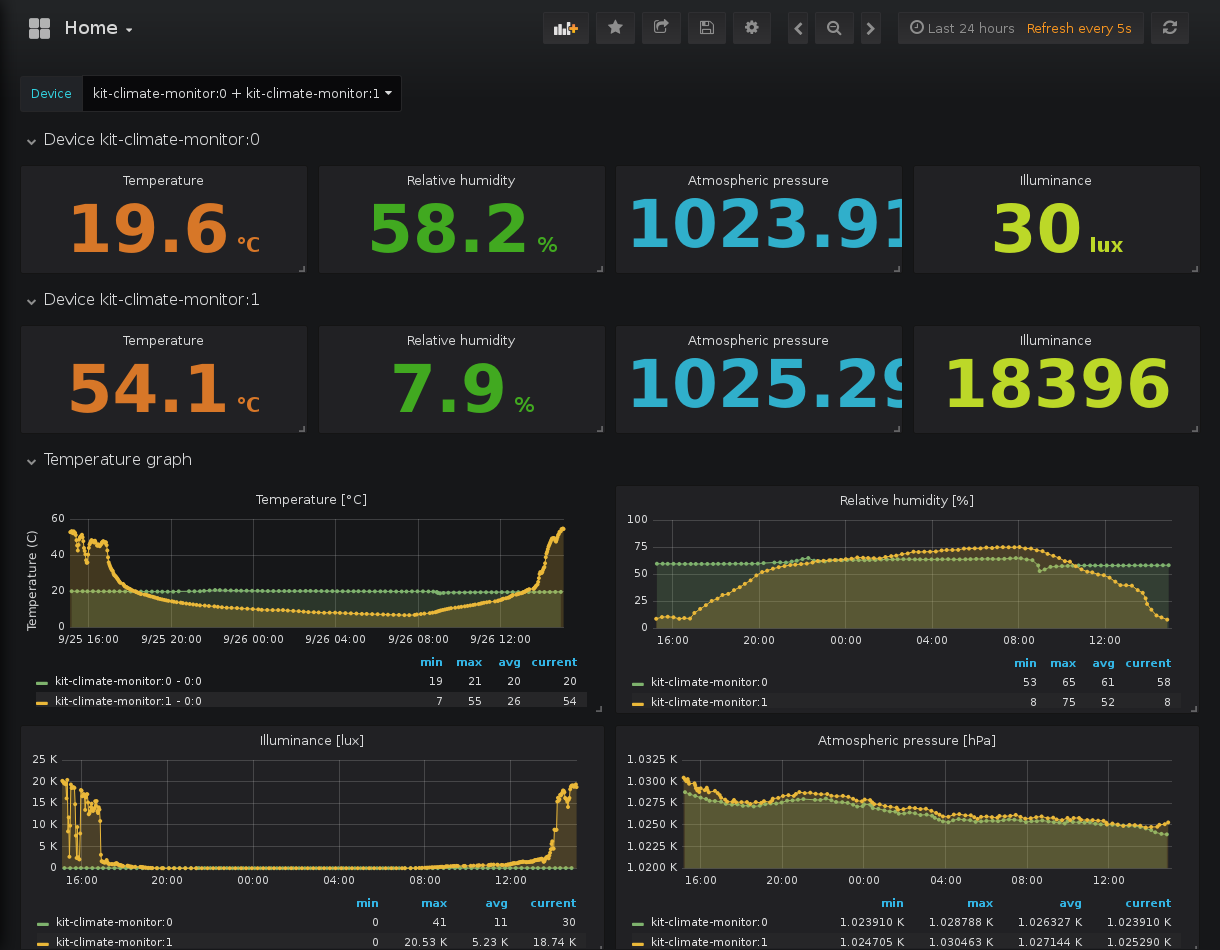 Home
Last 24 hours Refresh every 5s
Device kit-climate-monitor:0 + kit-climate-monitor:1
Device kit-climate-monitor:0
Temperature Relative humidity Atmospheric pressure Illuminance
19.6 °C 58.2 % 1023.91 30 lux
Device kit-climate-monitor:1
Temperature Relative humidity Atmospheric pressure Illuminance
54.1 °C 7.9 % 1025.29 18396
Temperature graph
Temperature [°C]
Temperature (C)
60
40
20
0
9/25 16:00 9/25 20:00 9/26 00:00 9/26 04:00 9/26 08:00 9/26 12:00
min max avg current
kit-climate-monitor:0 - 0:0 19 21 20 20
kit-climate-monitor:1 - 0:0 7 55 26 54
Relative humidity [%]
100
75
50
25
0
16:00 20:00 00:00 04:00 08:00 12:00
min max avg current
kit-climate-monitor:0 53 65 61 58
kit-climate-monitor:1 8 75 52 8
Illuminance [lux]
25 K
20 K
15 K
10 K
5 K
0
16:00 20:00 00:00 04:00 08:00 12:00
min max avg current
kit-climate-monitor:0 0 41 11 30
kit-climate-monitor:1 0 20.53 K 5.23 K 18.74 K
Atmospheric pressure [hPa]
1.0325 K
1.0300 K
1.0275 K
1.0250 K
1.0225 K
1.0200 K
16:00 20:00 00:00 04:00 08:00 12:00
min max avg current
kit-climate-monitor:0 1.023910 K 1.028788 K 1.026327 K 1.023910 K
kit-climate-monitor:1 1.024705 K 1.030463 K 1.027144 K 1.025290 K